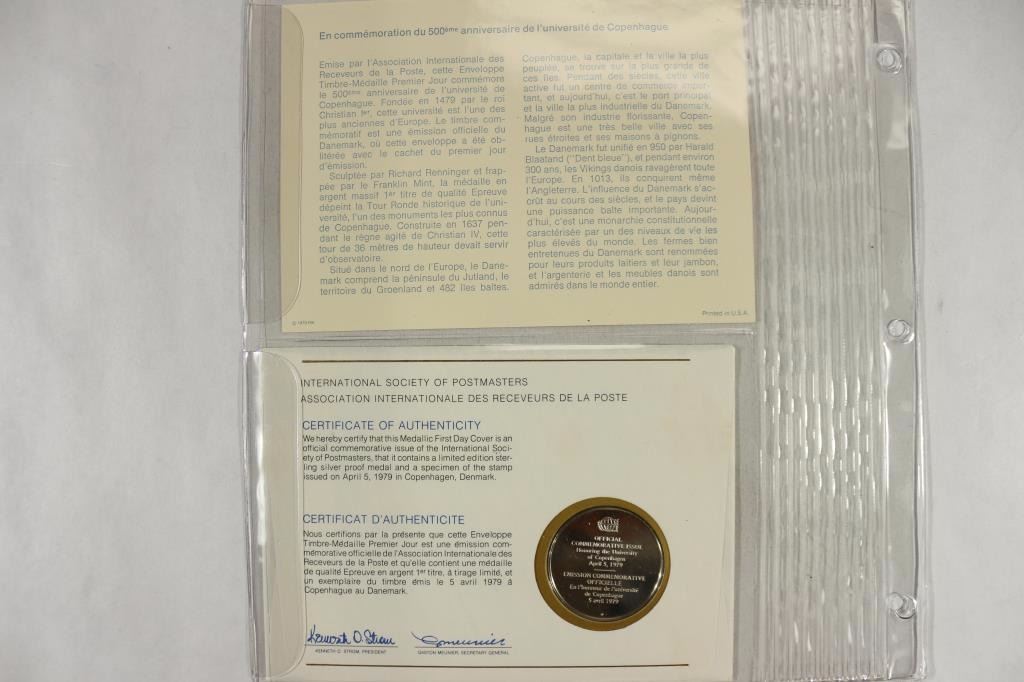 En commémoration du 500ème anniversaire de l'université de Copenhague
Emise par l'Association Internationale des
Receveurs de la Poste, cette Enveloppe
Timbre-Médaille Premier Jour commémore
le 500ème anniversaire de l'université de
Copenhague. Fondée en 1479 par le roi
Christian Ier, cette université est l'une des
plus anciennes d'Europe. Le timbre com-
mémoratif est une émission officielle du
Danemark, où cette enveloppe a été ob-
litérée avec le cachet du premier jour
d'émission.
Sculptée par Richard Renninger et frap-
pée par le Franklin Mint, la médaille en
argent massif 1er titre de qualité Epreuve
dépeint la Tour Ronde historique de l'uni-
versité, l'un des monuments les plus connus
de Copenhague. Construite en 1637 pen-
dant le règne agité de Christian IV, cette
tour de 36 mètres de hauteur devait servir
d'observatoire.
Situé dans le nord de l'Europe, le Dane-
mark comprend la péninsule du Jutland, le
territoire du Groenland et 482 îles baltes.
Copenhague, la capitale et la ville la plus
peuplée, se trouve sur la plus grande de
ces îles. Pendant des siècles, cette ville
active fut un centre de commerce impor-
tant, et aujourd'hui, c'est le port principal
et la ville la plus industrielle du Danemark.
Malgré son industrie florissante, Copen-
hague est une très belle ville avec ses
rues étroites et ses maisons à pignons.
Le Danemark fut unifié en 950 par Harald
Blaatand ("Dent bleue"), et pendant environ
300 ans, les Vikings danois ravagèrent toute
l'Europe. En 1013, ils conquirent même
l'Angleterre. L'influence du Danemark s'ac-
crût au cours des siècles, et le pays devint
une puissance balte importante. Aujour-
d'hui, c'est une monarchie constitutionnelle
caractérisée par un des niveaux de vie les
plus élevés du monde. Les fermes bien
entretenues du Danemark sont renommées
pour leurs produits laitiers et leur jambon,
et l'argenterie et les meubles danois sont
admirés dans le monde entier.
© 1979 FM
Printed in U.S.A.
INTERNATIONAL SOCIETY OF POSTMASTERS
ASSOCIATION INTERNATIONALE DES RECEVEURS DE LA POSTE
CERTIFICATE OF AUTHENTICITY
We hereby certify that this Medallic First Day Cover is an
official commemorative issue of the International Soci-
ety of Postmasters, that it contains a limited edition ster-
ling silver proof medal and a specimen of the stamp
issued on April 5, 1979 in Copenhagen, Denmark.
CERTIFICAT D'AUTHENTICITE
Nous certifions par la présente que cette Enveloppe
Timbre-Médaille Premier Jour est une émission com-
mémorative officielle de l'Association Internationale des
Receveurs de la Poste et qu'elle contient une médaille
de qualité Epreuve en argent 1er titre, à tirage limité, et
un exemplaire du timbre émis le 5 avril 1979 à
Copenhague au Danemark.
Kenneth O. Strom
KENNETH O. STROM, PRESIDENT
GMeunier
GASTON MEUNIER, SECRETARY GENERAL
OFFICIAL
COMMEMORATIVE ISSUE
Honoring the University
of Copenhagen
April 5, 1979
EMISSION COMMEMORATIVE
OFFICIELLE
En l'honneur de l'université
de Copenhague
5 avril 1979